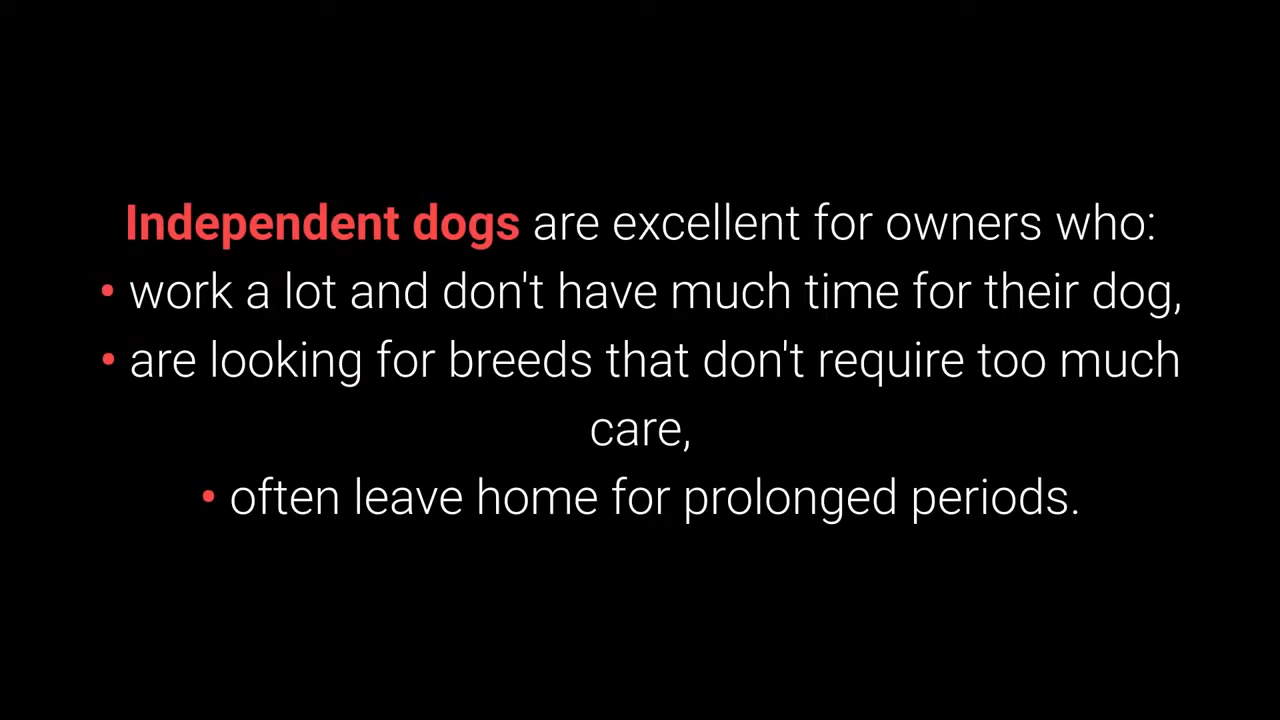 Independent dogs are excellent for owners who:
• work a lot and don't have much time for their dog,
• are looking for breeds that don't require too much
care,
• often leave home for prolonged periods.